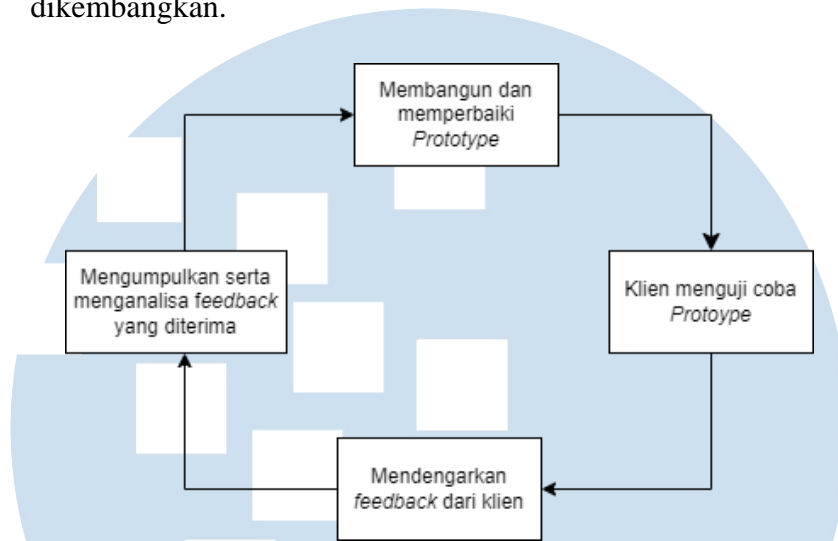 dikembangkan.
Membangun dan
memperbaiki
Prototype
Mengumpulkan serta
menganalisa feedback
yang diterima
Klien menguji coba
Protoype
Mendengarkan
feedback dari klien